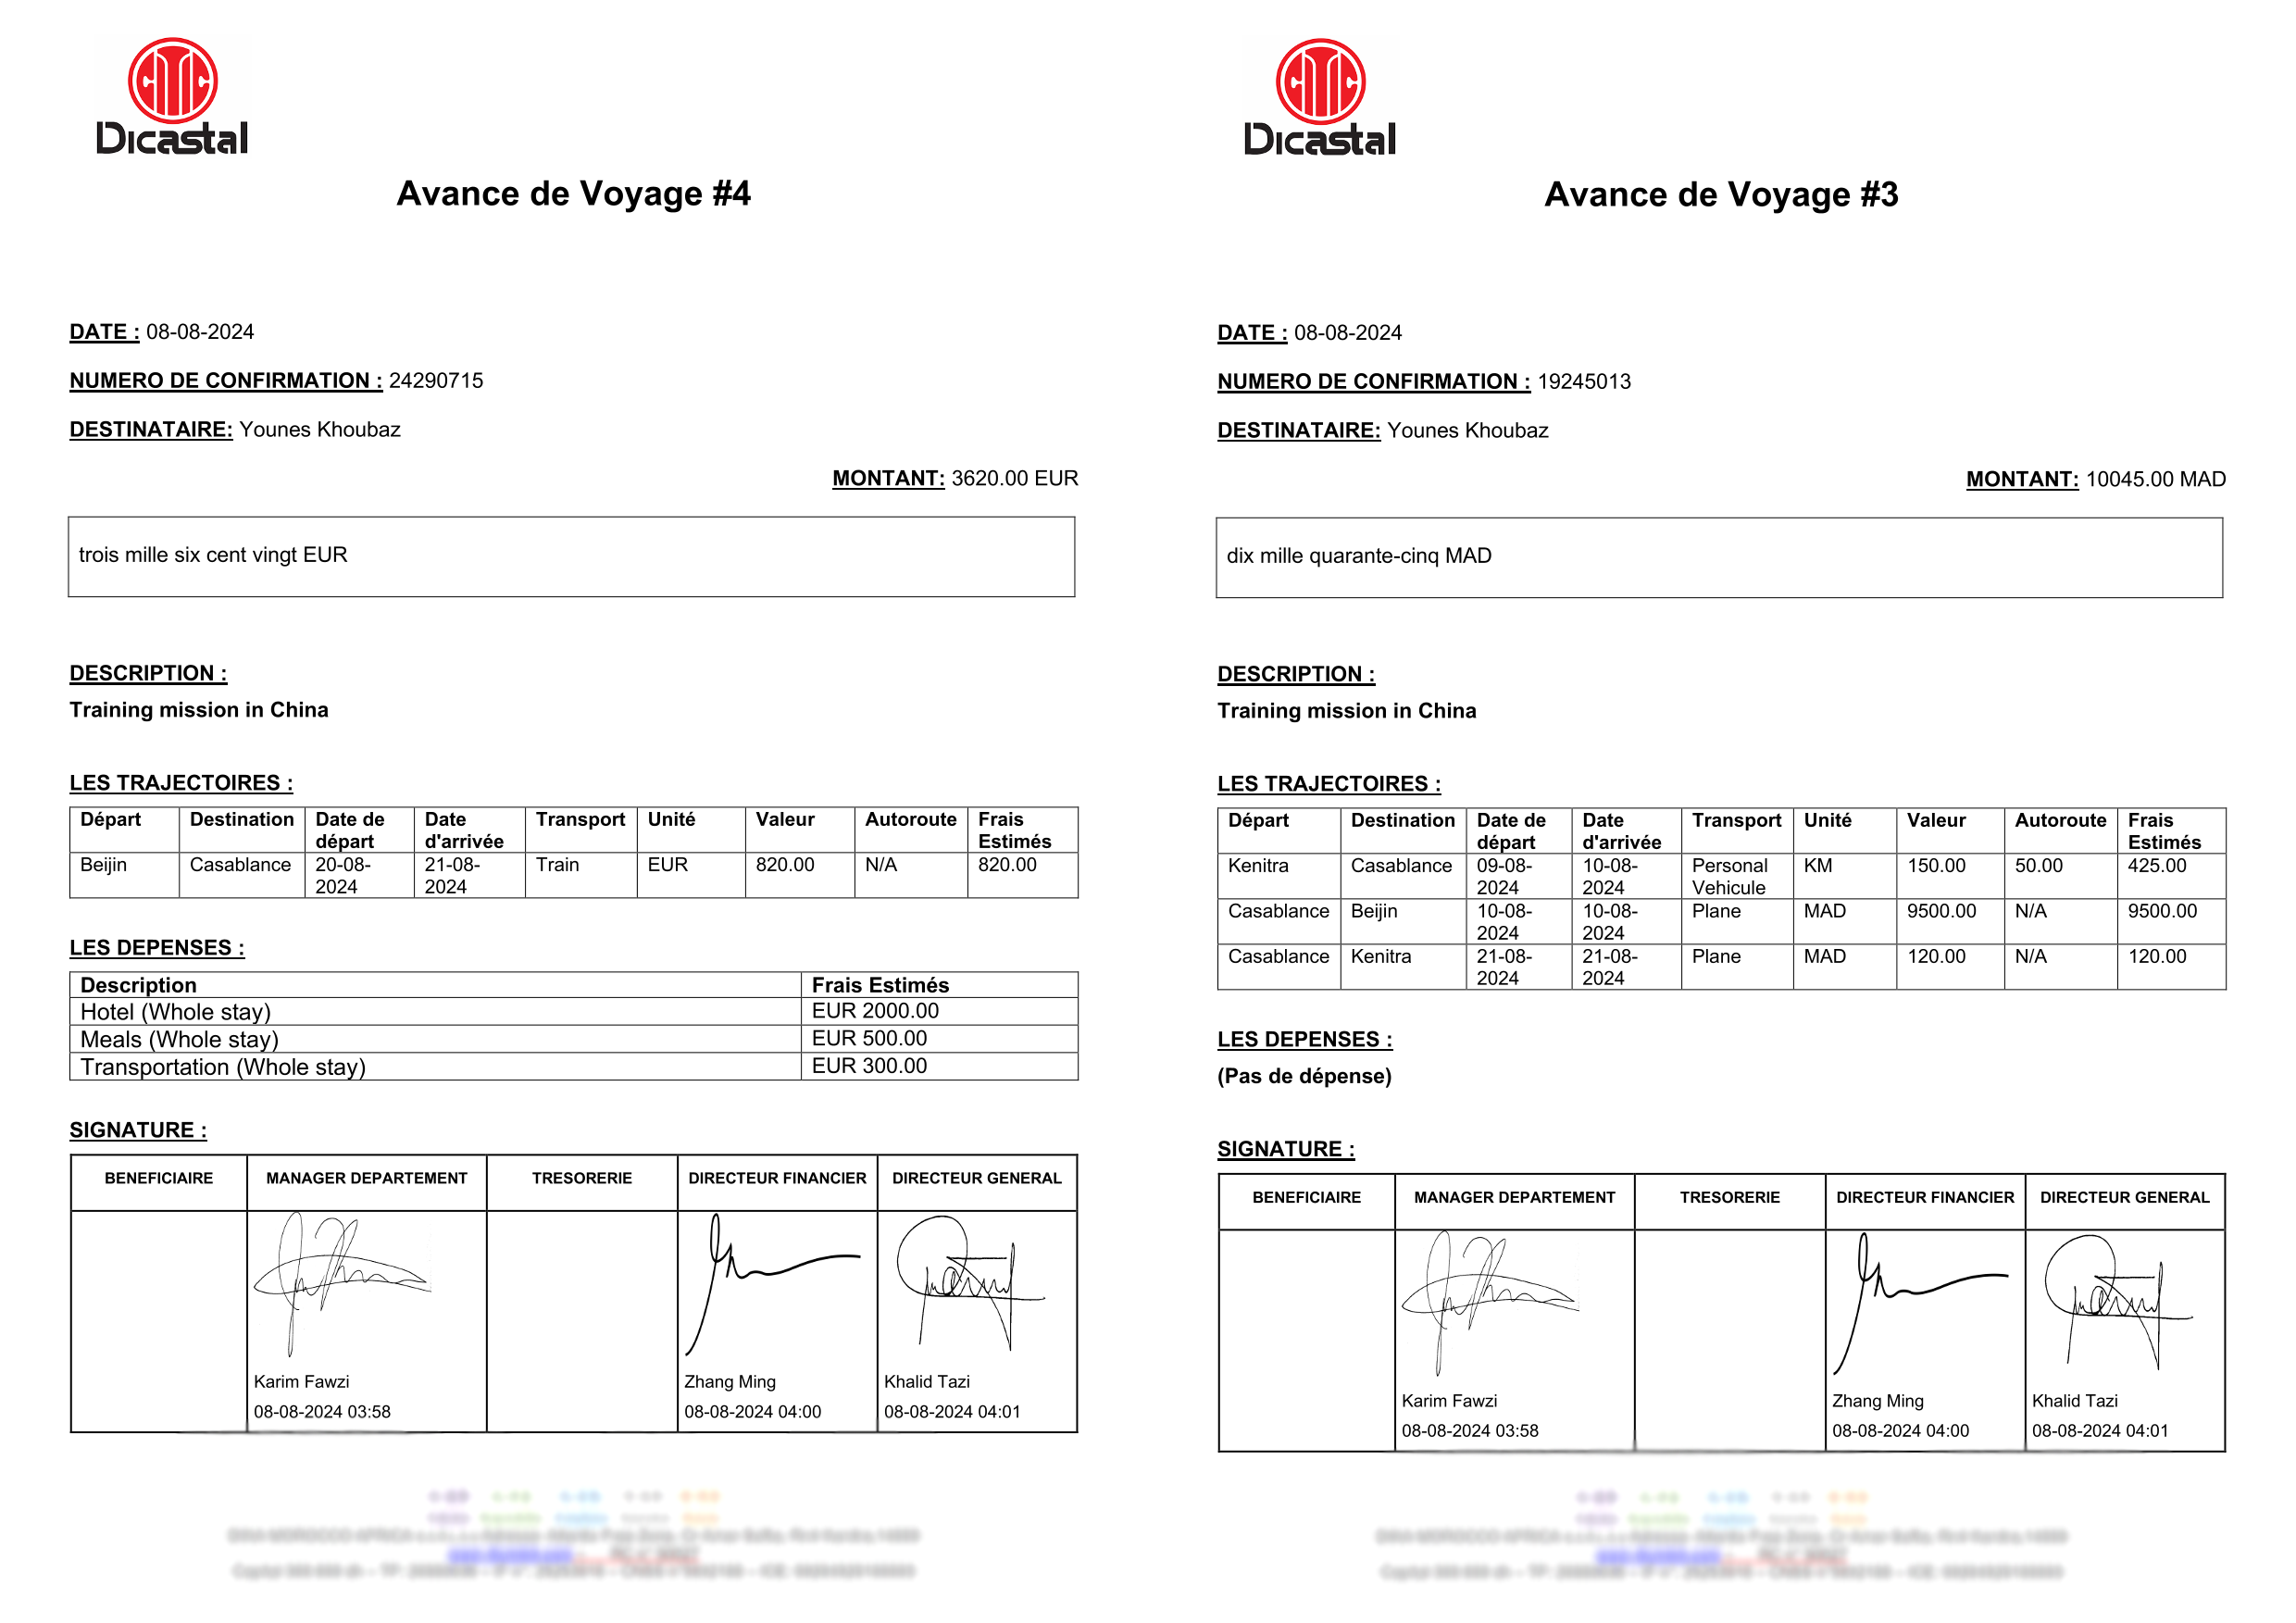 Dicastal
Avance de Voyage #4
DATE : 08-08-2024
NUMERO DE CONFIRMATION : 24290715
DESTINATAIRE: Younes Khoubaz
MONTANT: 3620.00 EUR
trois mille six cent vingt EUR
DESCRIPTION :
Training mission in China
LES TRAJECTOIRES :
Départ Destination Date de départ Date d'arrivée Transport Unité Valeur Autoroute Frais Estimés
Beijin Casablance 20-08-2024 21-08-2024 Train EUR 820.00 N/A 820.00
LES DEPENSES :
Description Frais Estimés
Hotel (Whole stay) EUR 2000.00
Meals (Whole stay) EUR 500.00
Transportation (Whole stay) EUR 300.00
SIGNATURE :
BENEFICIAIRE MANAGER DEPARTEMENT TRESORERIE DIRECTEUR FINANCIER DIRECTEUR GENERAL
Karim Fawzi Zhang Ming Khalid Tazi
08-08-2024 03:58 08-08-2024 04:00 08-08-2024 04:01
Dicastal
Avance de Voyage #3
DATE : 08-08-2024
NUMERO DE CONFIRMATION : 19245013
DESTINATAIRE: Younes Khoubaz
MONTANT: 10045.00 MAD
dix mille quarante-cinq MAD
DESCRIPTION :
Training mission in China
LES TRAJECTOIRES :
Départ Destination Date de départ Date d'arrivée Transport Unité Valeur Autoroute Frais Estimés
Kenitra Casablance 09-08-2024 10-08-2024 Personal Vehicule KM 150.00 50.00 425.00
Casablance Beijin 10-08-2024 10-08-2024 Plane MAD 9500.00 N/A 9500.00
Casablance Kenitra 21-08-2024 21-08-2024 Plane MAD 120.00 N/A 120.00
LES DEPENSES :
(Pas de dépense)
SIGNATURE :
BENEFICIAIRE MANAGER DEPARTEMENT TRESORERIE DIRECTEUR FINANCIER DIRECTEUR GENERAL
Karim Fawzi Zhang Ming Khalid Tazi
08-08-2024 03:58 08-08-2024 04:00 08-08-2024 04:01